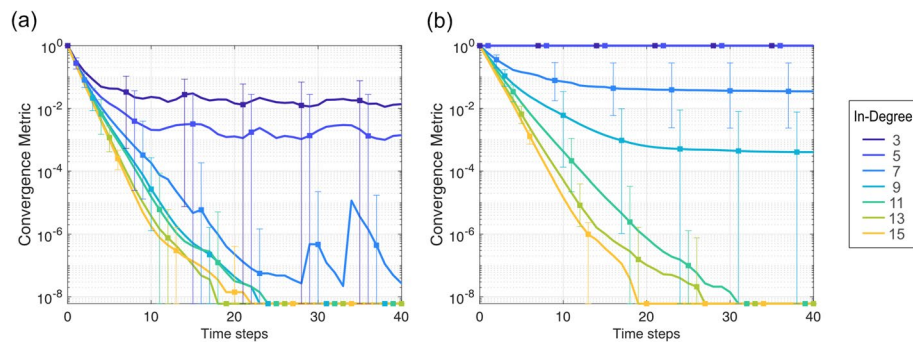 (a)
10^0
10^-2
10^-4
10^-6
10^-8
Convergence Metric
0 10 20 30 40
Time steps
(b)
10^0
10^-2
10^-4
10^-6
10^-8
Convergence Metric
0 10 20 30 40
Time steps
In-Degree
3
5
7
9
11
13
15